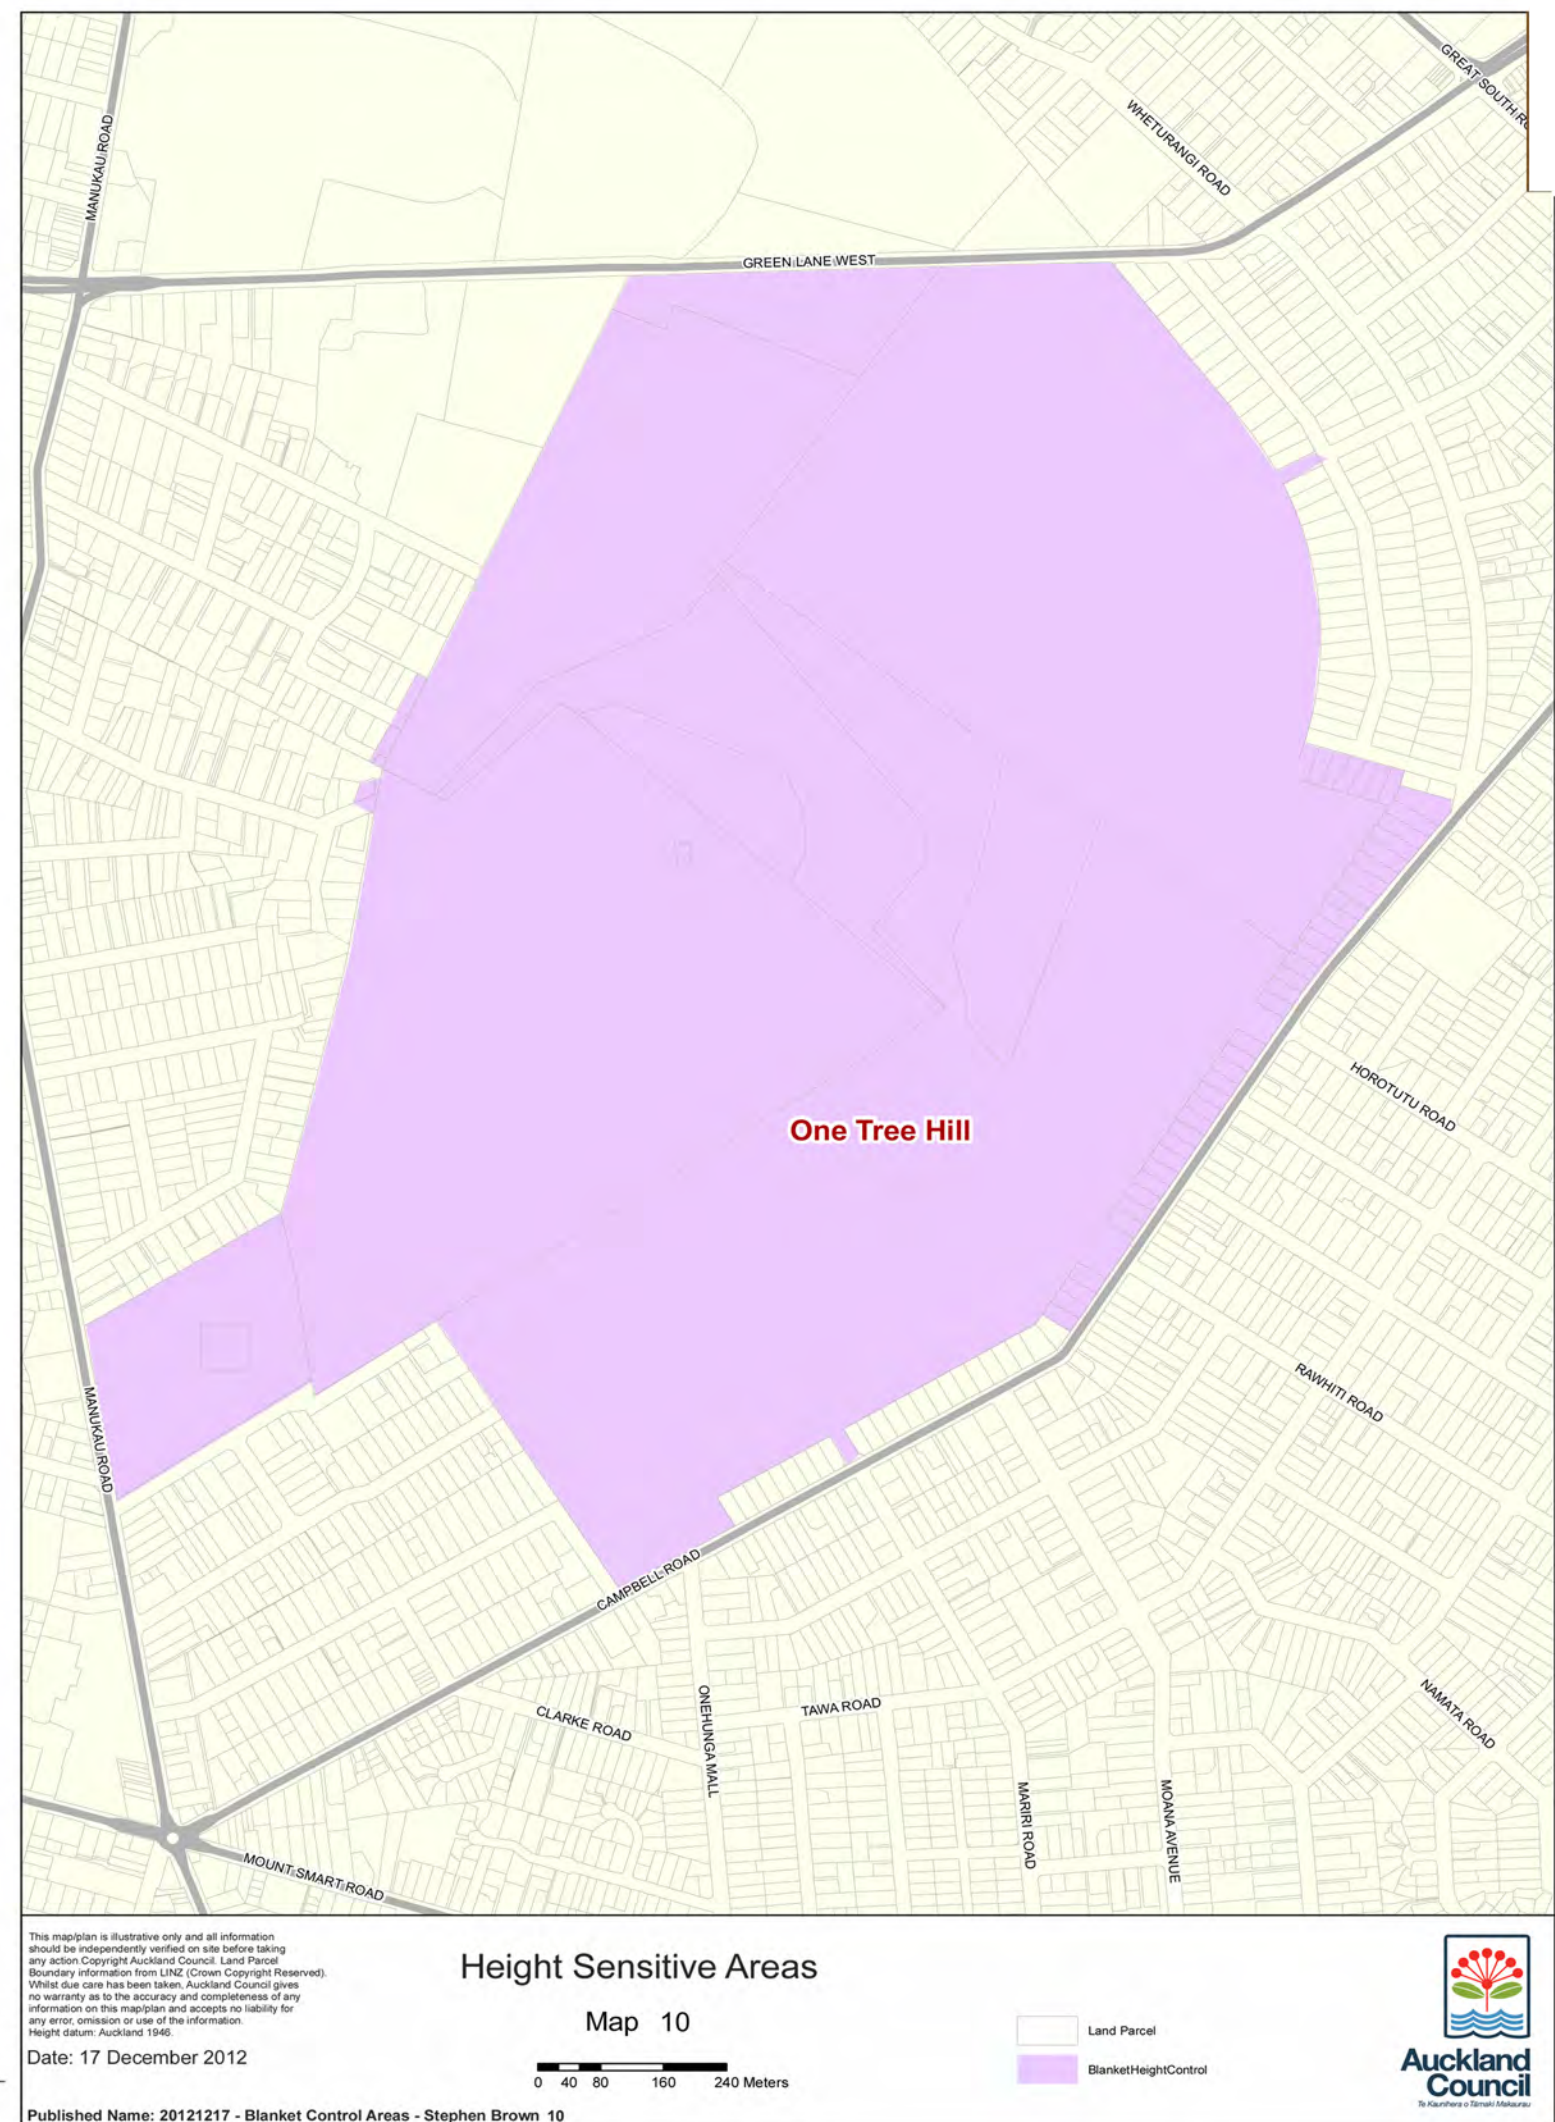 GREAT SOUTH R
WHETURANGI ROAD
MANUKAU ROAD
GREEN LANE WEST
HOROTUTU ROAD
One Tree Hill
RAWHITI ROAD
MANUKAU ROAD
CAMPBELL ROAD
NAMATA ROAD
CLARKE ROAD
ONEHUNGA MALL
TAWA ROAD
MARIRI ROAD
MOANA AVENUE
MOUNT SMART ROAD
This map/plan is illustrative only and all information
should be independently verified on site before taking
any action.Copyright Auckland Council. Land Parcel
Boundary information from LINZ (Crown Copyright Reserved).
Whilst due care has been taken, Auckland Council gives
no warranty as to the accuracy and completeness of any
information on this map/plan and accepts no liability for
any error, omission or use of the information.
Height datum: Auckland 1946.
Date: 17 December 2012
Height Sensitive Areas
Map 10
0 40 80 160 240 Meters
Land Parcel
BlanketHeightControl
Auckland
Council
Te Kaunihera o Tāmaki Makaurau
Published Name: 20121217 - Blanket Control Areas - Stephen Brown_10